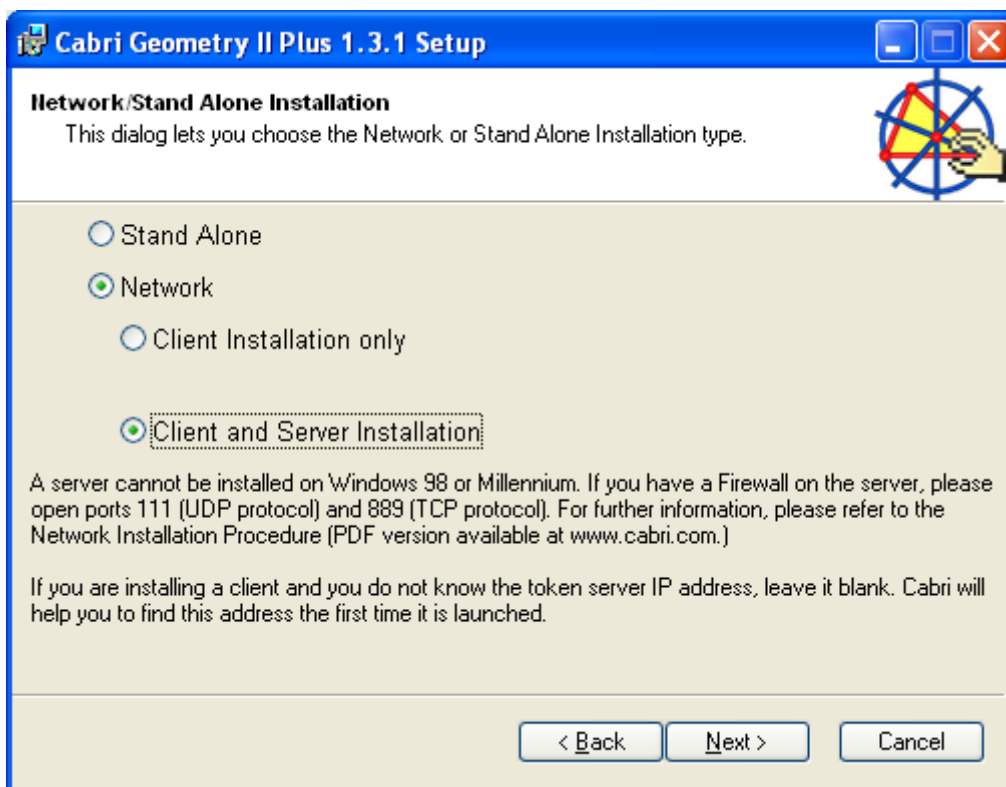 Cabri Geometry II Plus 1.3.1 Setup
Network/Stand Alone Installation
This dialog lets you choose the Network or Stand Alone Installation type.
Stand Alone
Network
Client Installation only
Client and Server Installation
A server cannot be installed on Windows 98 or Millennium. If you have a Firewall on the server, please
open ports 111 (UDP protocol) and 889 (TCP protocol). For further information, please refer to the
Network Installation Procedure (PDF version available at www.cabri.com.)
If you are installing a client and you do not know the token server IP address, leave it blank. Cabri will
help you to find this address the first time it is launched.
< Back
Next >
Cancel